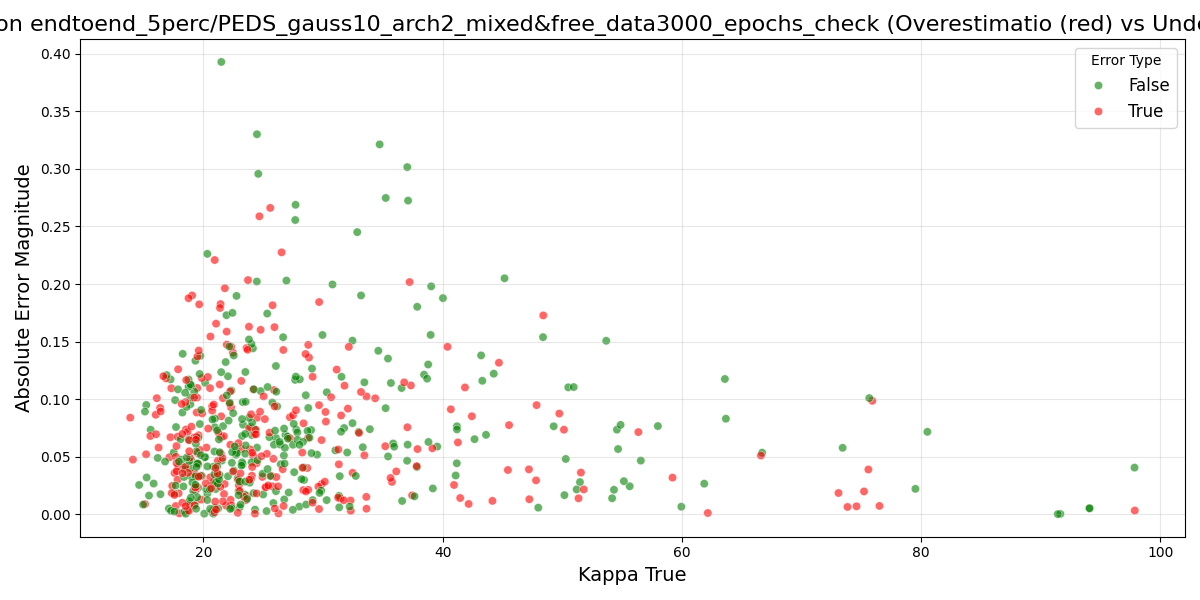 on endtoend_5perc/PEDS_gauss10_arch2_mixed&free_data3000_epochs_check (Overestimatio (red) vs Unde
Error Type
False
True
Absolute Error Magnitude
0.40
0.35
0.30
0.25
0.20
0.15
0.10
0.05
0.00
20
40
60
80
100
Kappa True